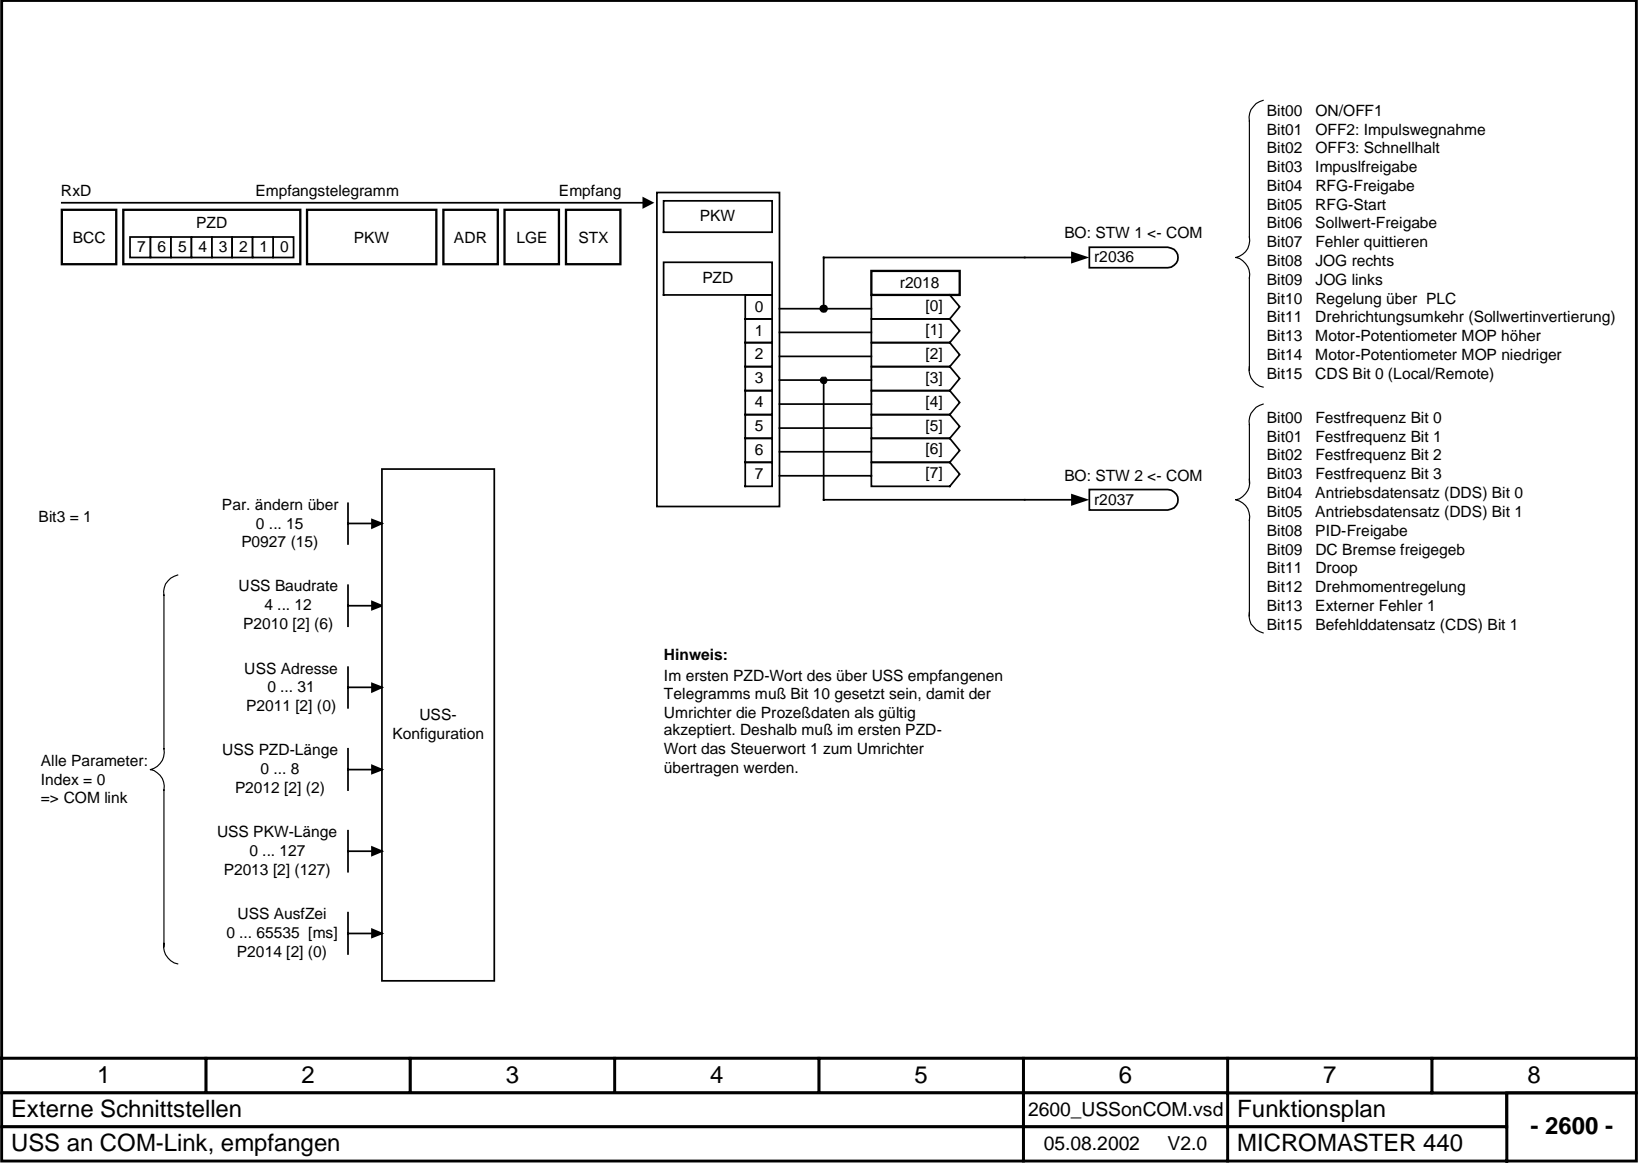 RxD Empfangstelegramm Empfang
BCC PZD PKW ADR LGE STX
7 6 5 4 3 2 1 0
PKW
PZD
0
1
2
3
4
5
6
7
r2018
[0]
[1]
[2]
[3]
[4]
[5]
[6]
[7]
BO: STW 1 <- COM
r2036
Bit00 ON/OFF1
Bit01 OFF2: Impulswegnahme
Bit02 OFF3: Schnellhalt
Bit03 Impuslfreigabe
Bit04 RFG-Freigabe
Bit05 RFG-Start
Bit06 Sollwert-Freigabe
Bit07 Fehler quittieren
Bit08 JOG rechts
Bit09 JOG links
Bit10 Regelung über PLC
Bit11 Drehrichtungsumkehr (Sollwertinvertierung)
Bit13 Motor-Potentiometer MOP höher
Bit14 Motor-Potentiometer MOP niedriger
Bit15 CDS Bit 0 (Local/Remote)
BO: STW 2 <- COM
r2037
Bit00 Festfrequenz Bit 0
Bit01 Festfrequenz Bit 1
Bit02 Festfrequenz Bit 2
Bit03 Festfrequenz Bit 3
Bit04 Antriebsdatensatz (DDS) Bit 0
Bit05 Antriebsdatensatz (DDS) Bit 1
Bit08 PID-Freigabe
Bit09 DC Bremse freigegeb
Bit11 Droop
Bit12 Drehmomentregelung
Bit13 Externer Fehler 1
Bit15 Befehlddatensatz (CDS) Bit 1
Bit3 = 1
Par. ändern über
0 ... 15
P0927 (15)
USS Baudrate
4 ... 12
P2010 [2] (6)
USS Adresse
0 ... 31
P2011 [2] (0)
Alle Parameter:
Index = 0
=> COM link
USS PZD-Länge
0 ... 8
P2012 [2] (2)
USS PKW-Länge
0 ... 127
P2013 [2] (127)
USS AusfZei
0 ... 65535 [ms]
P2014 [2] (0)
USS-
Konfiguration
Hinweis:
Im ersten PZD-Wort des über USS empfangenen
Telegramms muß Bit 10 gesetzt sein, damit der
Umrichter die Prozeßdaten als gültig
akzeptiert. Deshalb muß im ersten PZD-
Wort das Steuerwort 1 zum Umrichter
übertragen werden.
1 2 3 4 5 6 7 8
Externe Schnittstellen 2600_USSonCOM.vsd Funktionsplan
- 2600 -
USS an COM-Link, empfangen 05.08.2002 V2.0 MICROMASTER 440